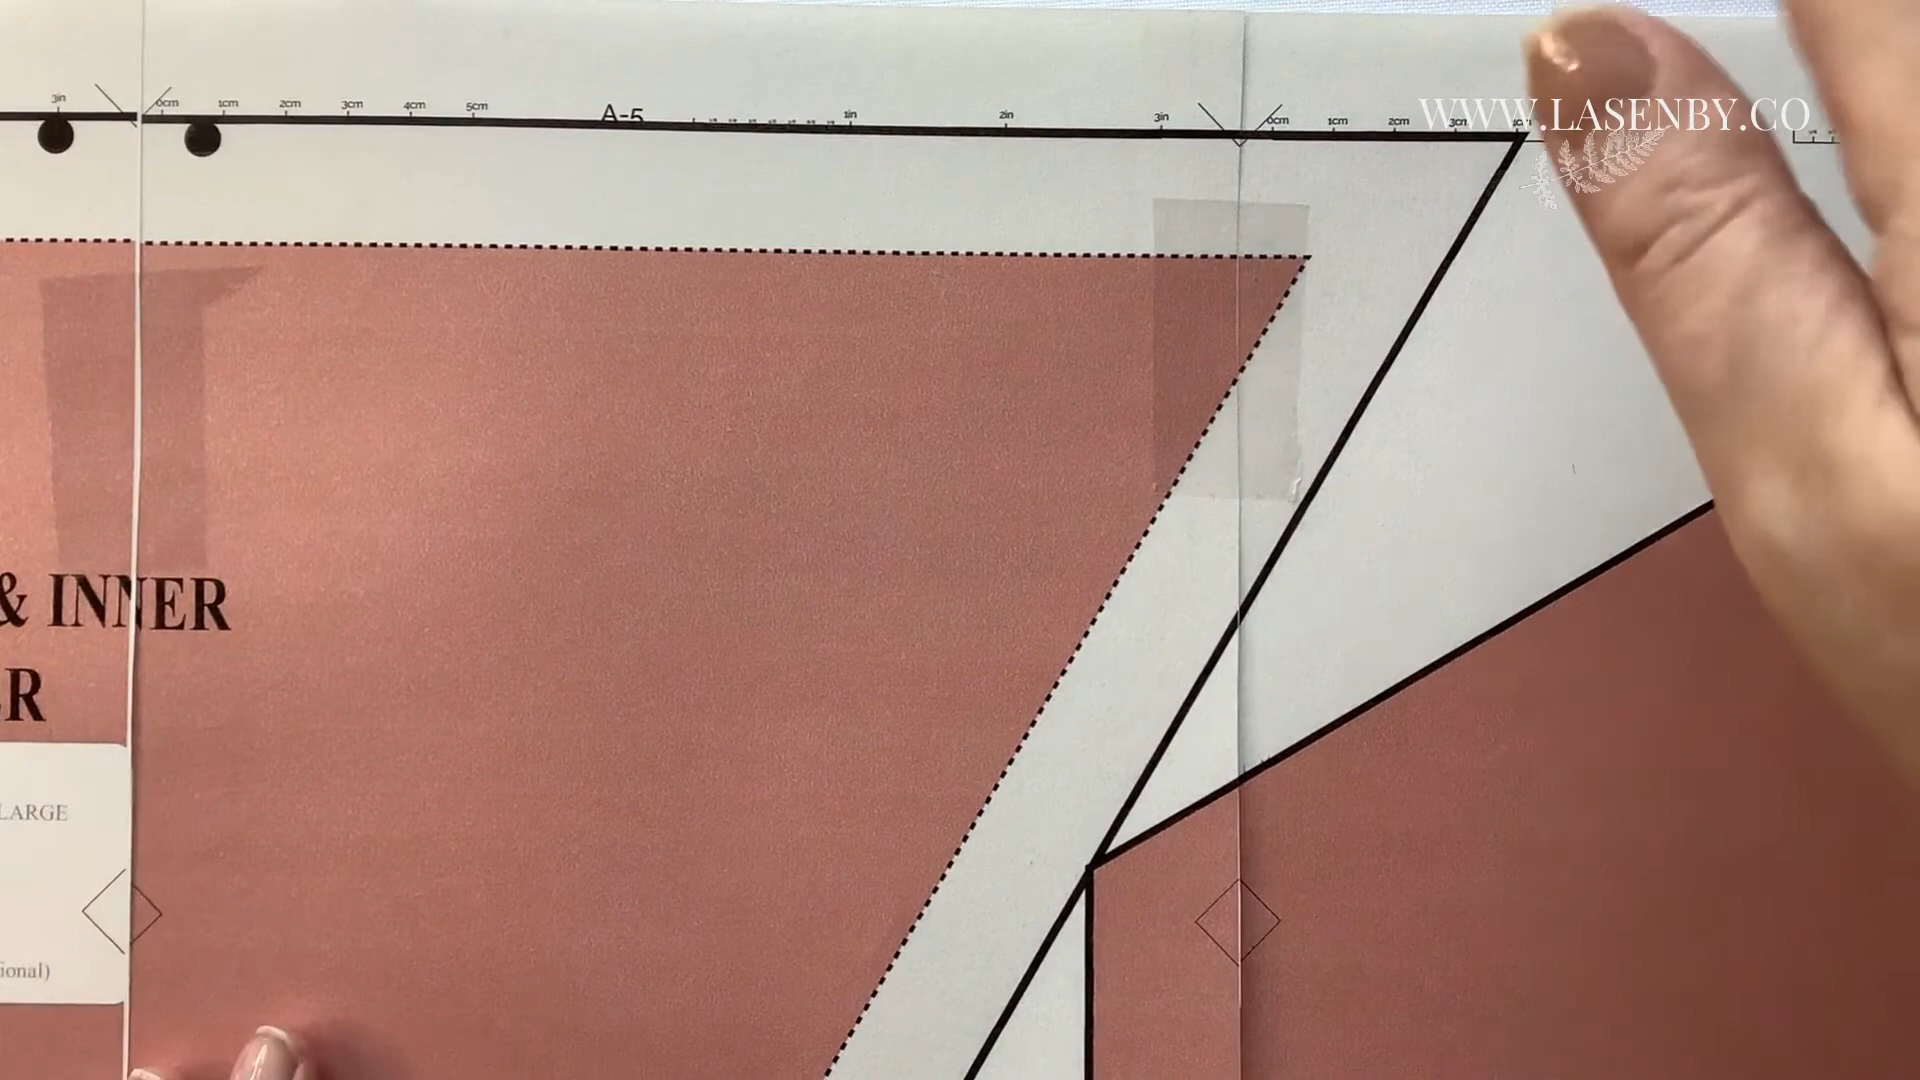 WWW.LASENBY.CO
3in 0cm 1cm 2cm 3cm 4cm 5cm A-5 1in 2in 3in 0cm 1cm 2cm 3cm
& INNER
R
LARGE
ional)